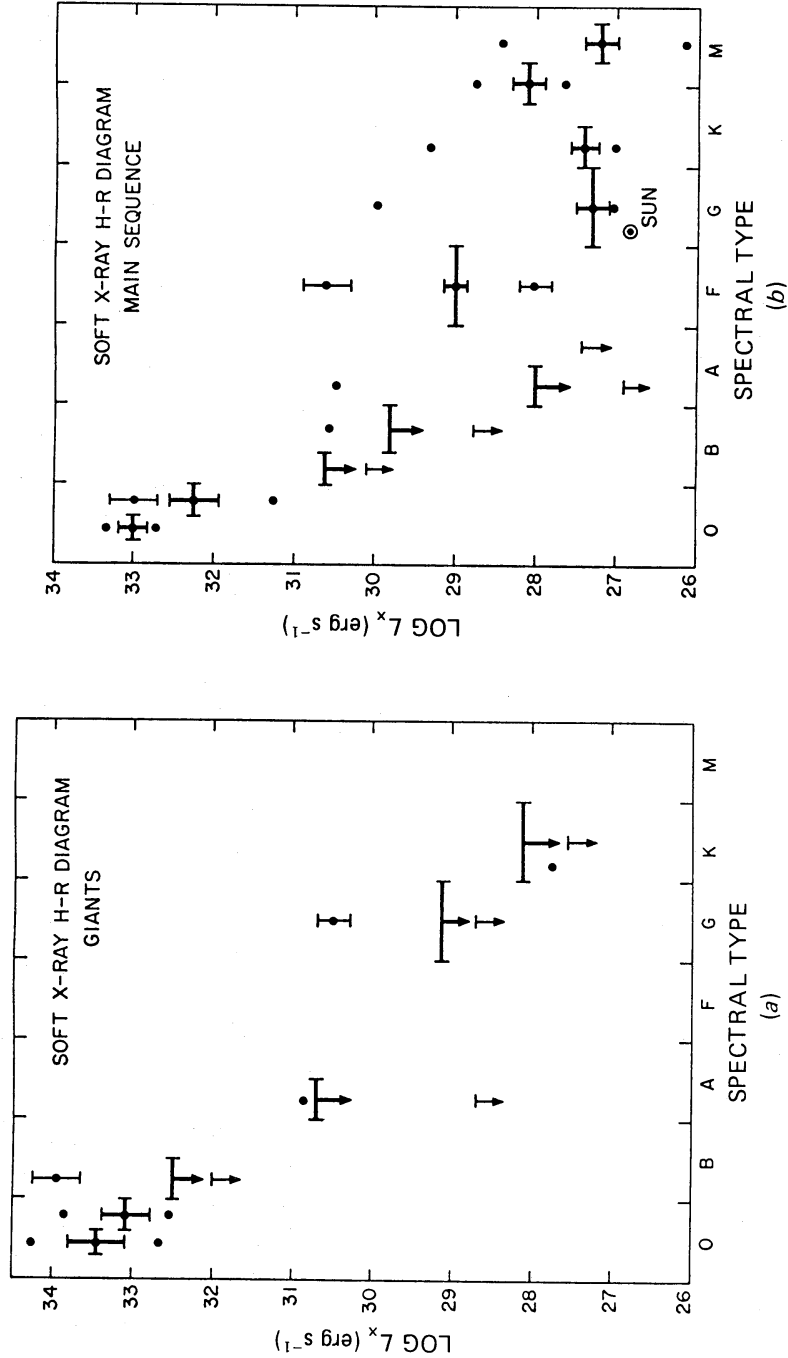 SOFT X-RAY H-R DIAGRAM
GIANTS
LOG Lx (erg s⁻¹)
34
33
32
31
30
29
28
27
26
O B A F G K M
SPECTRAL TYPE
(a)
SOFT X-RAY H-R DIAGRAM
MAIN SEQUENCE
LOG Lx (erg s⁻¹)
34
33
32
31
30
29
28
27
26
SUN
O B A F G K M
SPECTRAL TYPE
(b)